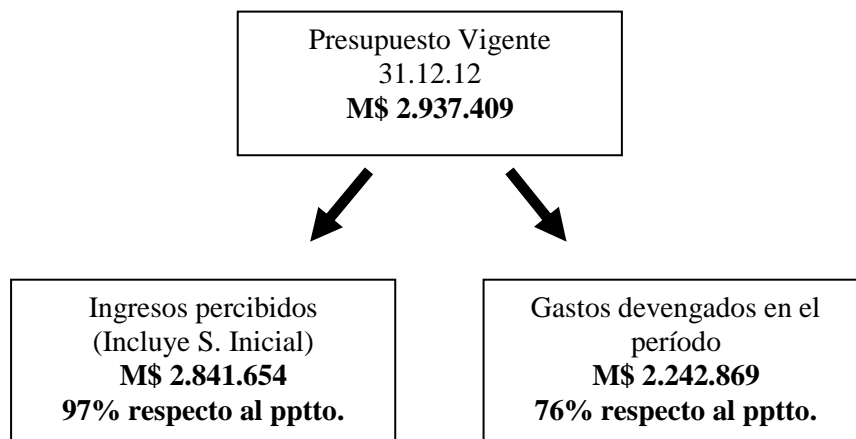 Presupuesto Vigente
31.12.12
M$ 2.937.409
Ingresos percibidos
(Incluye S. Inicial)
M$ 2.841.654
97% respecto al pptto.
Gastos devengados en el
período
M$ 2.242.869
76% respecto al pptto.